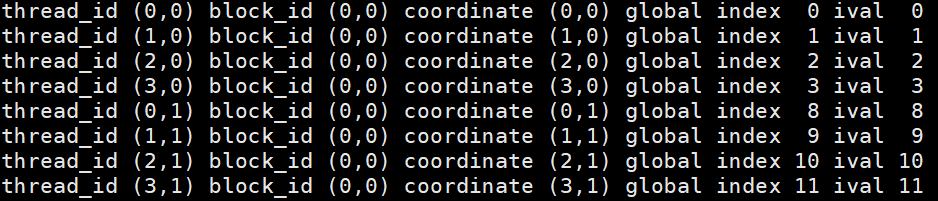 thread_id (0,0) block_id (0,0) coordinate (0,0) global index  0 ival  0
thread_id (1,0) block_id (0,0) coordinate (1,0) global index  1 ival  1
thread_id (2,0) block_id (0,0) coordinate (2,0) global index  2 ival  2
thread_id (3,0) block_id (0,0) coordinate (3,0) global index  3 ival  3
thread_id (0,1) block_id (0,0) coordinate (0,1) global index  8 ival  8
thread_id (1,1) block_id (0,0) coordinate (1,1) global index  9 ival  9
thread_id (2,1) block_id (0,0) coordinate (2,1) global index 10 ival 10
thread_id (3,1) block_id (0,0) coordinate (3,1) global index 11 ival 11